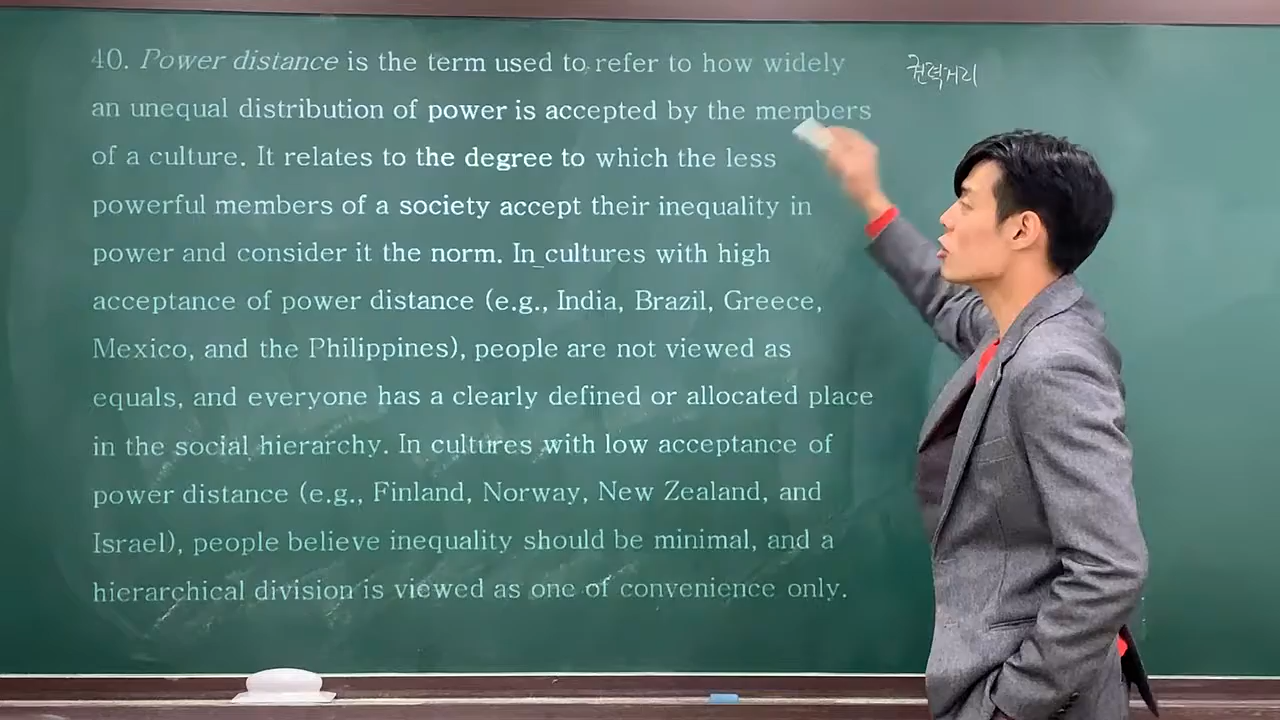 40. Power distance is the term used to refer to how widely
an unequal distribution of power is accepted by the members
of a culture. It relates to the degree to which the less
powerful members of a society accept their inequality in
power and consider it the norm. In cultures with high
acceptance of power distance (e.g., India, Brazil, Greece,
Mexico, and the Philippines), people are not viewed as
equals, and everyone has a clearly defined or allocated place
in the social hierarchy. In cultures with low acceptance of
power distance (e.g., Finland, Norway, New Zealand, and
Israel), people believe inequality should be minimal, and a
hierarchical division is viewed as one of convenience only.
권력거리